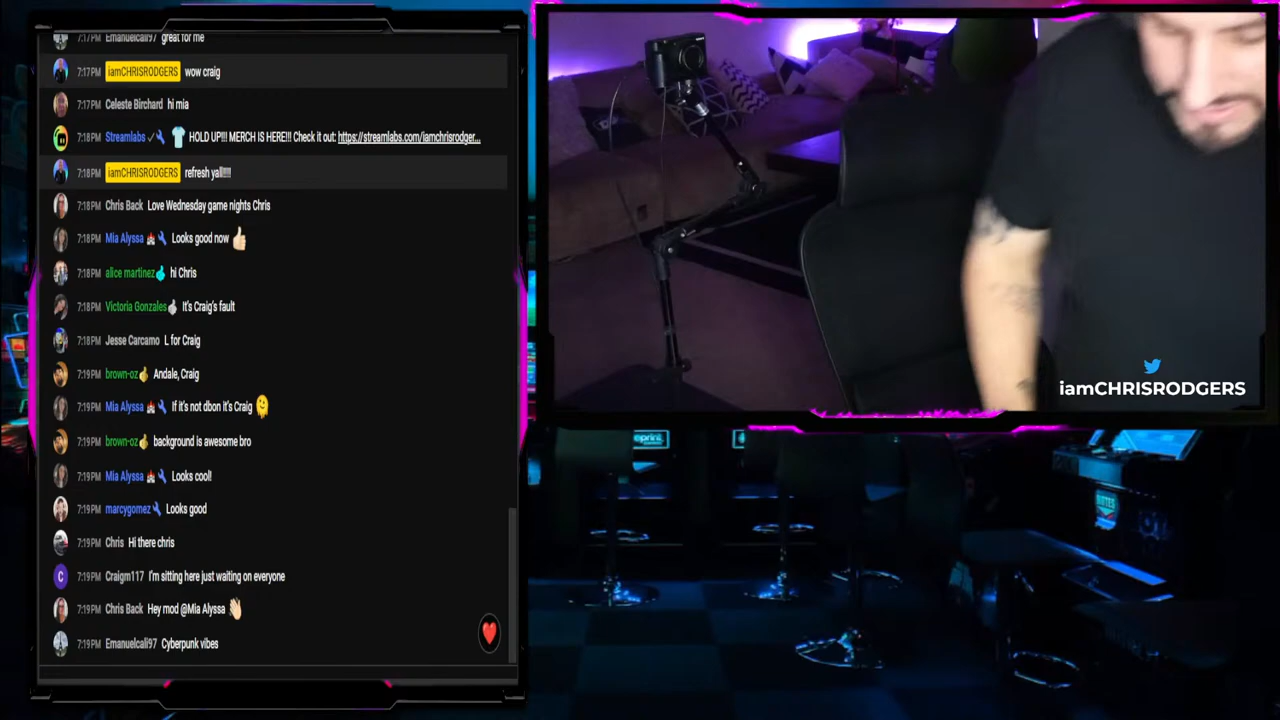 7:17PM Emanuelcali97 great for me
7:17PM iamCHRISRODGERS wow craig
7:17PM Celeste Birchard hi mia
7:18PM Streamlabs HOLD UP!!! MERCH IS HERE!!! Check it out: https://streamlabs.com/iamchrisrodger...
7:18PM iamCHRISRODGERS refresh yall!!!!
7:18PM Chris Back Love Wednesday game nights Chris
7:18PM Mia Alyssa Looks good now 👍🏻
7:18PM alice martinez hi Chris
7:18PM Victoria Gonzales It's Craig's fault
7:18PM Jesse Carcamo L for Craig
7:19PM brown-oz Andale, Craig
7:19PM Mia Alyssa If it's not dbon it's Craig 🫠
7:19PM brown-oz background is awesome bro
7:19PM Mia Alyssa Looks cool!
7:19PM marcygomez Looks good
7:19PM Chris Hi there chris
C 7:19PM Craigm117 I'm sitting here just waiting on everyone
7:19PM Chris Back Hey mod @Mia Alyssa 👋🏻
7:19PM Emanuelcali97 Cyberpunk vibes
iamCHRISRODGERS